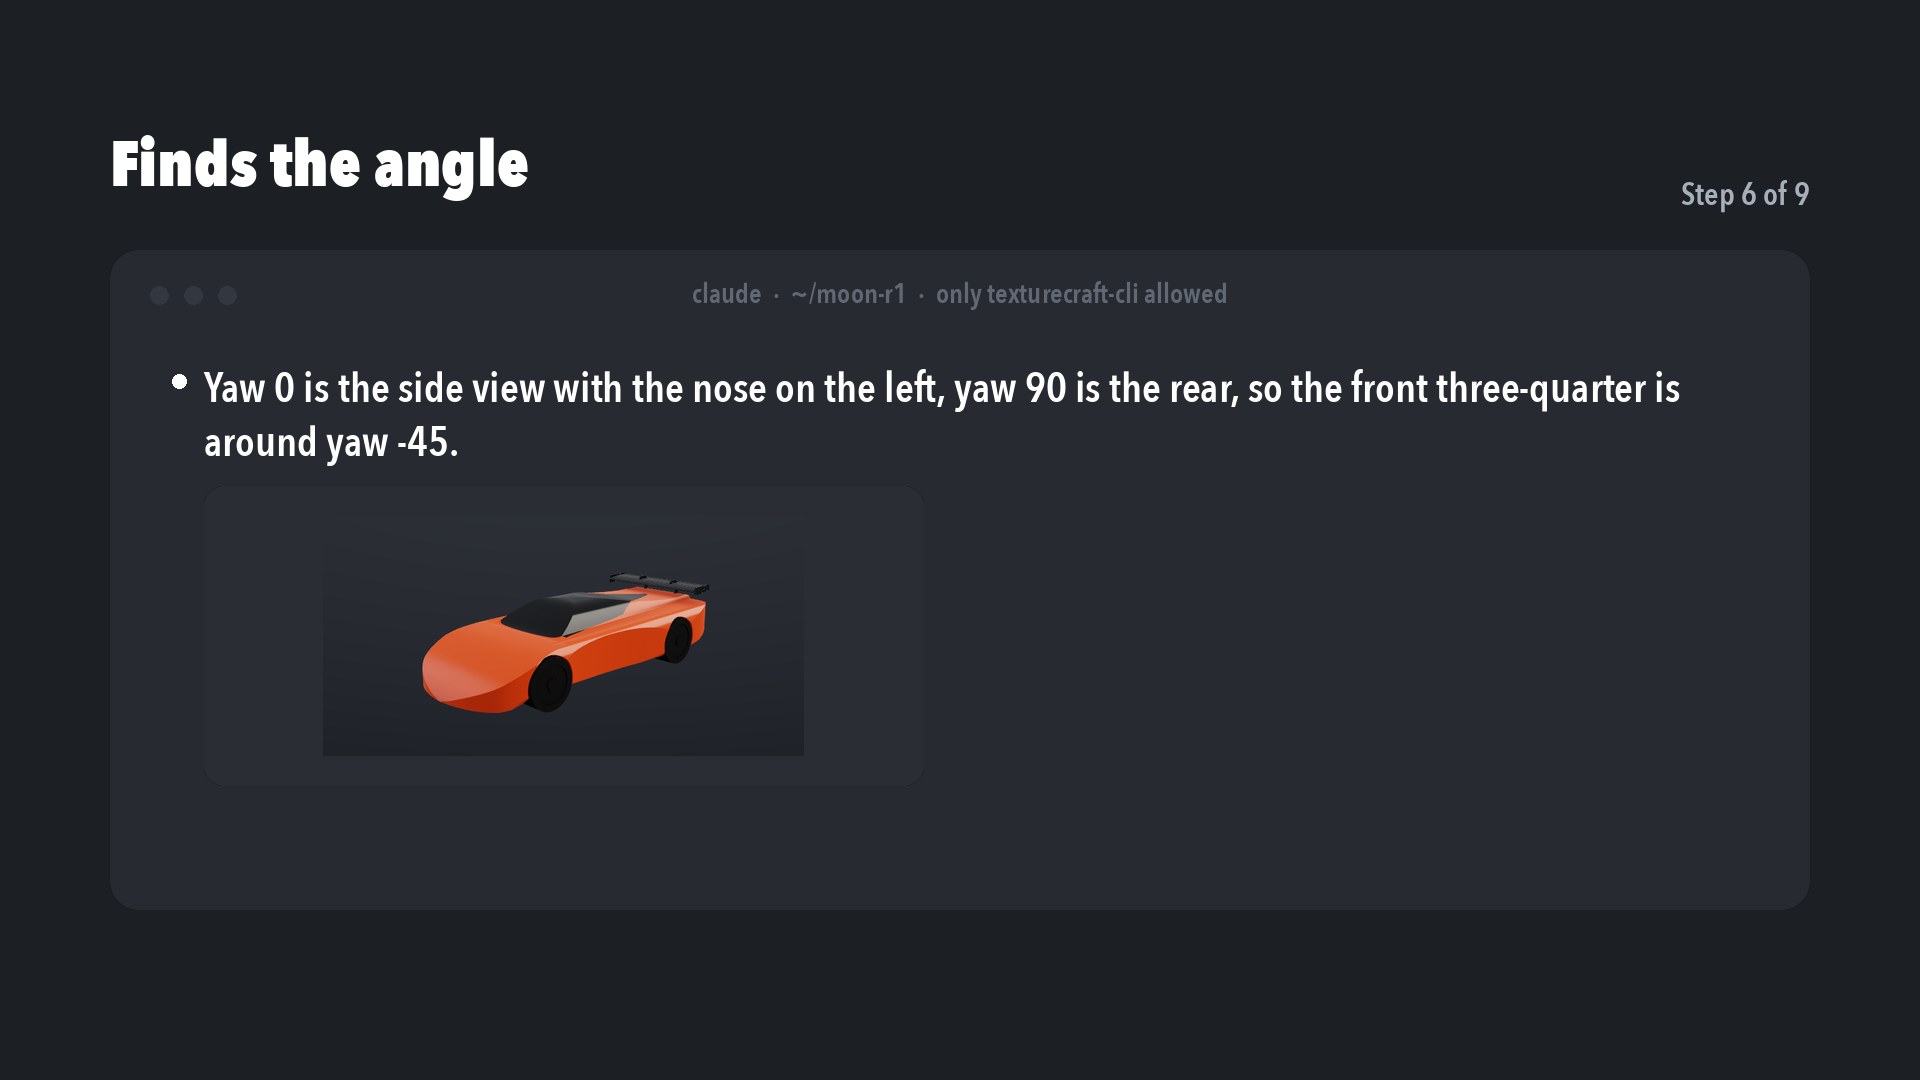 Finds the angle
Step 6 of 9
claude · ~/moon-r1 · only texturecraft-cli allowed
Yaw 0 is the side view with the nose on the left, yaw 90 is the rear, so the front three-quarter is
around yaw -45.